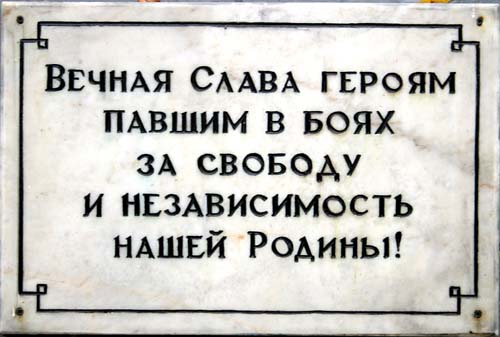 Вечная Слава героям
павшим в боях
за свободу
и независимость
нашей Родины!